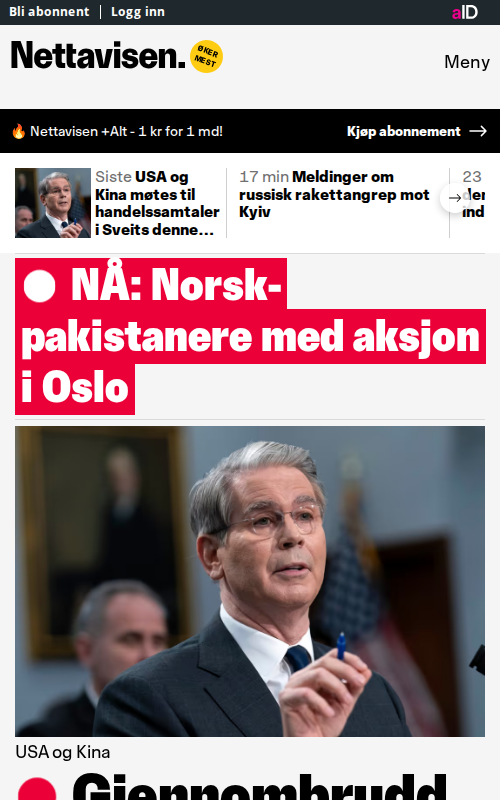 Bli abonnent | Logg inn
aID
Nettavisen.
ØKER
MEST
Meny
🔥 Nettavisen +Alt - 1 kr for 1 md!
Kjøp abonnement →
Siste USA og
Kina møtes til
handelssamtaler
i Sveits denne...
17 min Meldinger om
russisk rakettangrep mot
Kyiv
23
NÅ: Norsk-
pakistanere med aksjon
i Oslo
USA og Kina
Gjennombrudd